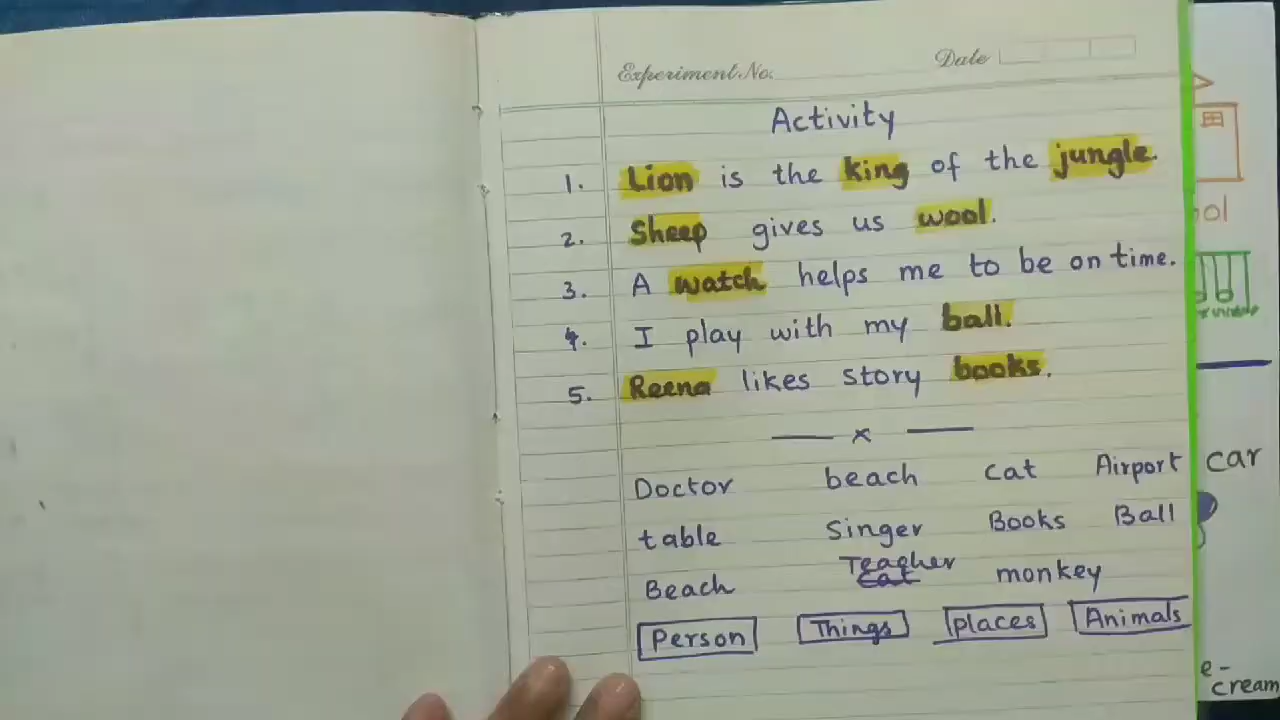 Experiment No. Date
Activity
1. Lion is the king of the jungle.
2. Sheep gives us wool.
3. A watch helps me to be on time.
4. I play with my ball.
5. Reena likes story books.
x
Doctor beach cat Airport car
table Singer Books Ball
Beach Teacher monkey
Person Things places Animals
e-
cream